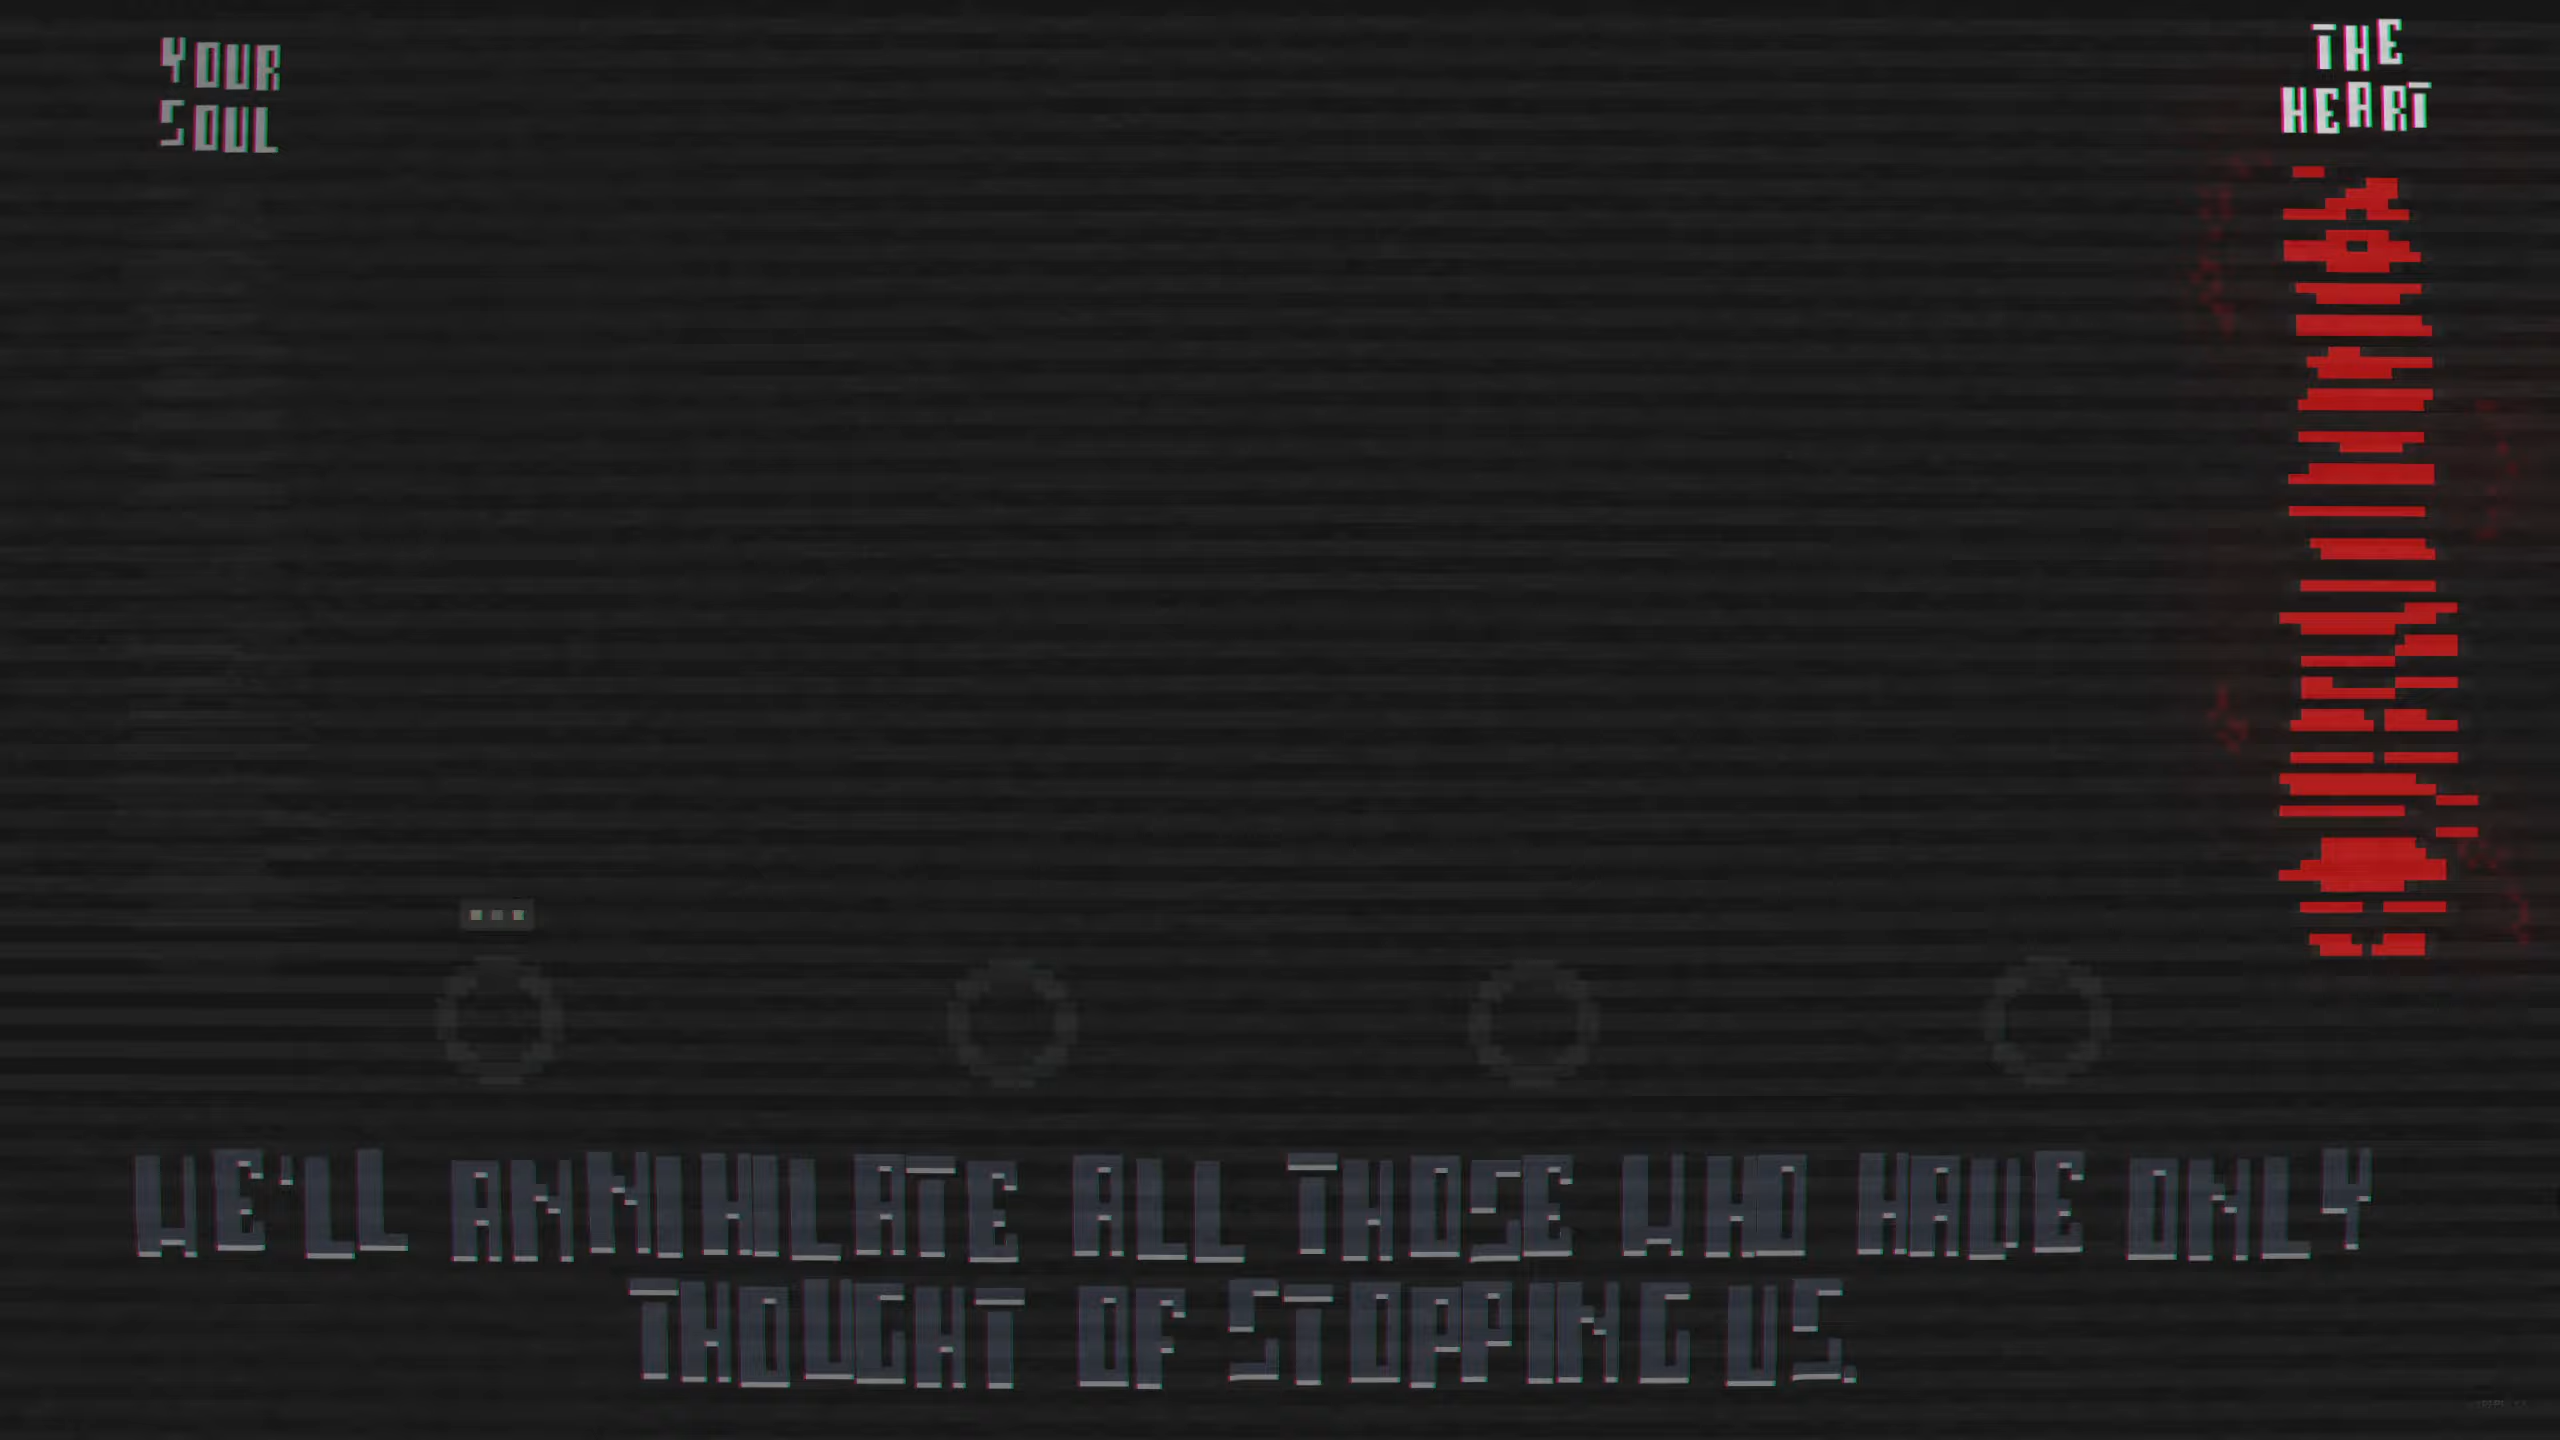 YOUR
SOUL
THE
HEART
...
WE'LL ANNIHILATE ALL THOSE WHO HAVE ONLY
THOUGHT OF STOPPING US.